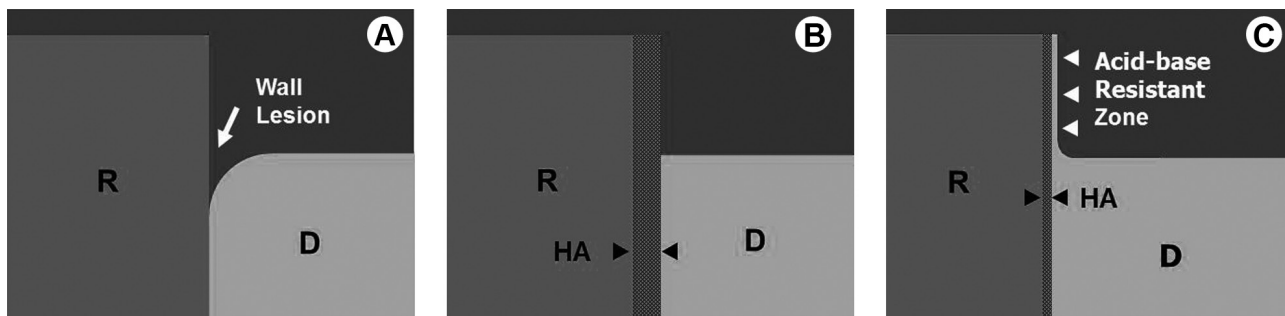 A
Wall
Lesion
R
D
B
R
HA
D
C
Acid-base
Resistant
Zone
R
HA
D